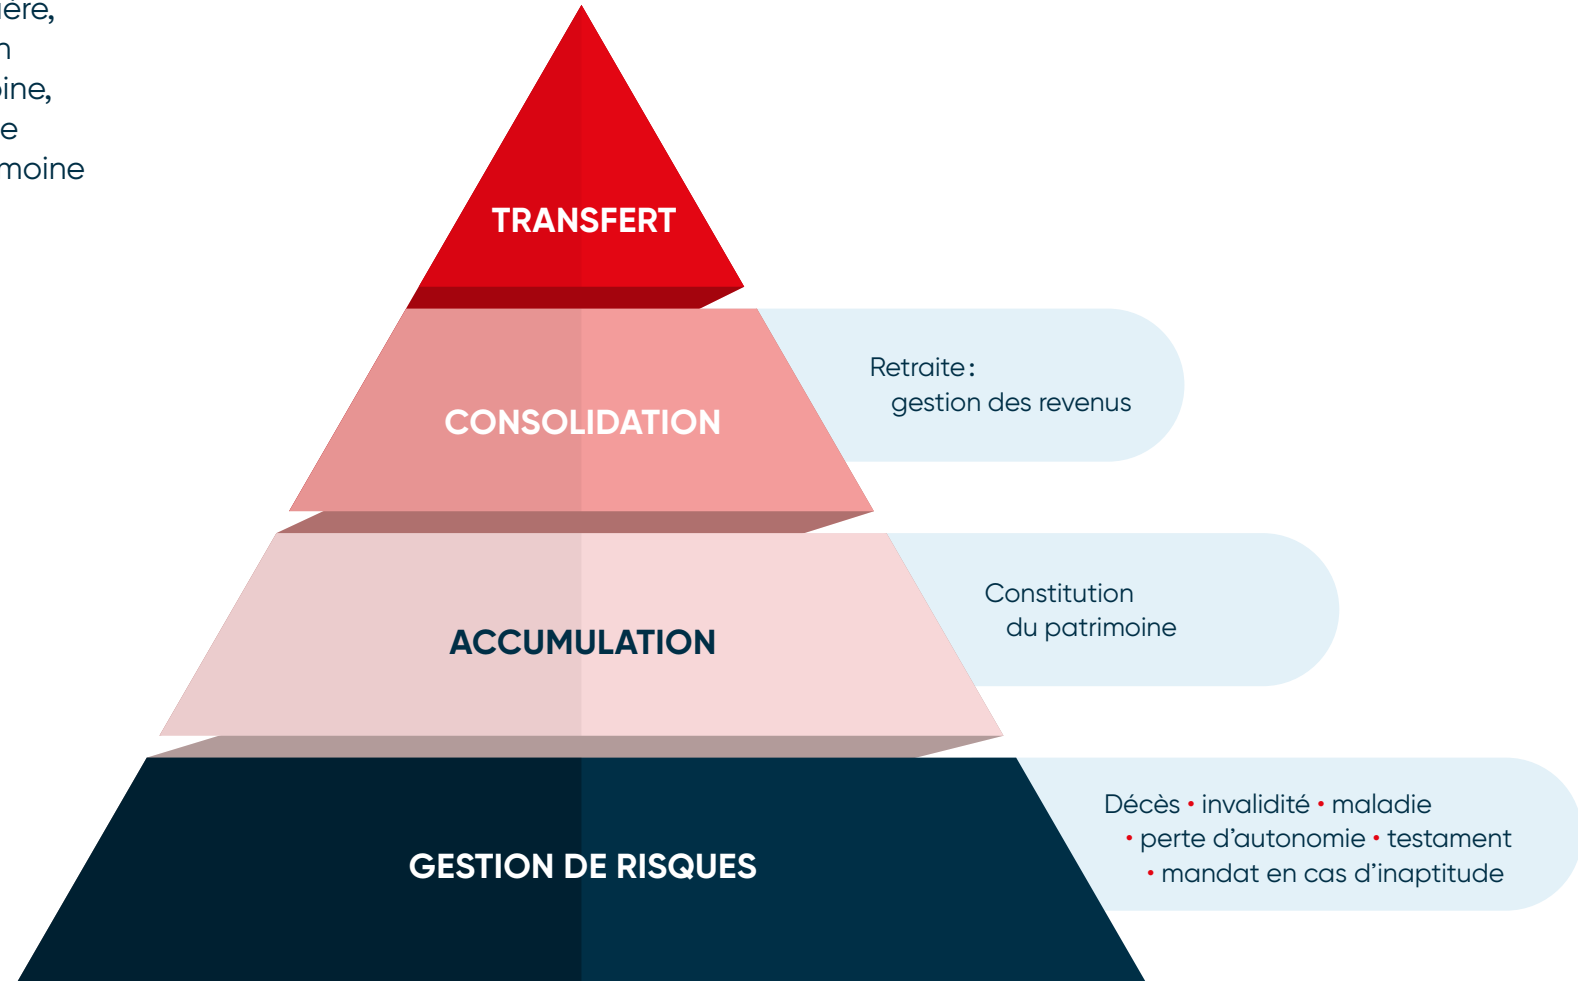 moine
TRANSFERT
CONSOLIDATION
Retraite :
gestion des revenus
ACCUMULATION
Constitution
du patrimoine
GESTION DE RISQUES
Décès • invalidité • maladie
• perte d’autonomie • testament
• mandat en cas d’inaptitude